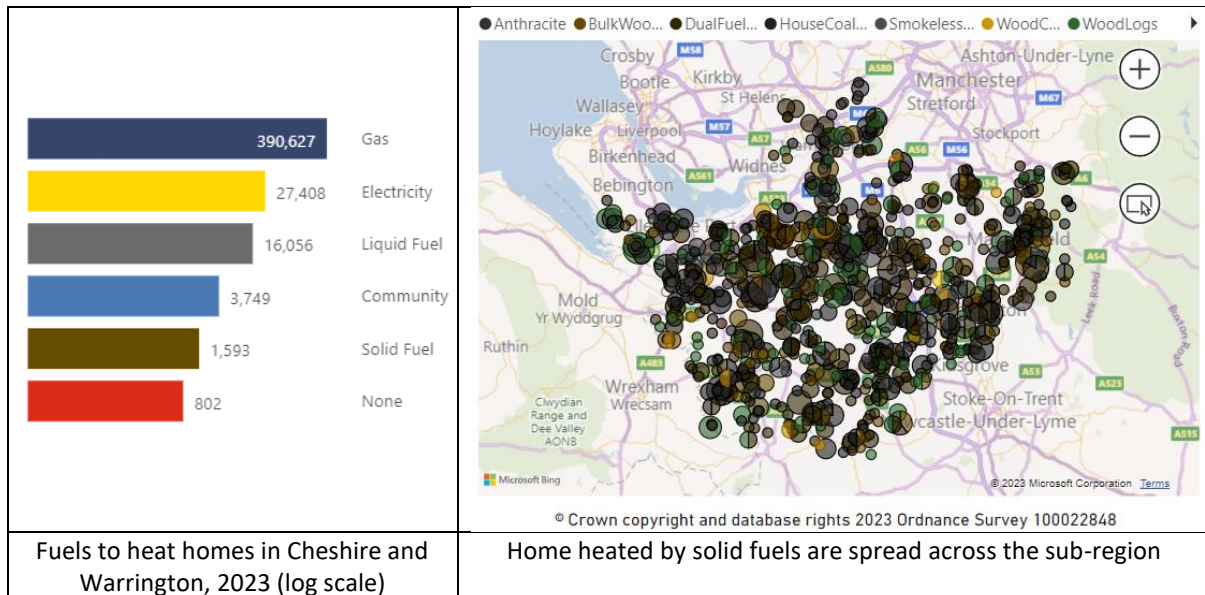 390,627 Gas
27,408 Electricity
16,056 Liquid Fuel
3,749 Community
1,593 Solid Fuel
802 None
Fuels to heat homes in Cheshire and
Warrington, 2023 (log scale)
Anthracite BulkWoo... DualFuel... HouseCoal... Smokeless... WoodC... WoodLogs
Crosby M58 A580 Ashton-Under-Lyne
Bootle Kirkby Manchester
Wallasey St Helens Stretford M67
Hoylake Liverpool M57 A57 Stockport
Birkenhead Widnes A56 M56
Bebington A561 A6
A54
Mold
Yr Wyddgrug Leek Road Buxton Road
Ruthin A483 A53
Wrexham A523
Wrecsam Stoke-On-Trent
Clwydian
Range and
Dee Valley
AONB
A515
Microsoft Bing © 2023 Microsoft Corporation Terms
© Crown copyright and database rights 2023 Ordnance Survey 100022848
Home heated by solid fuels are spread across the sub-region